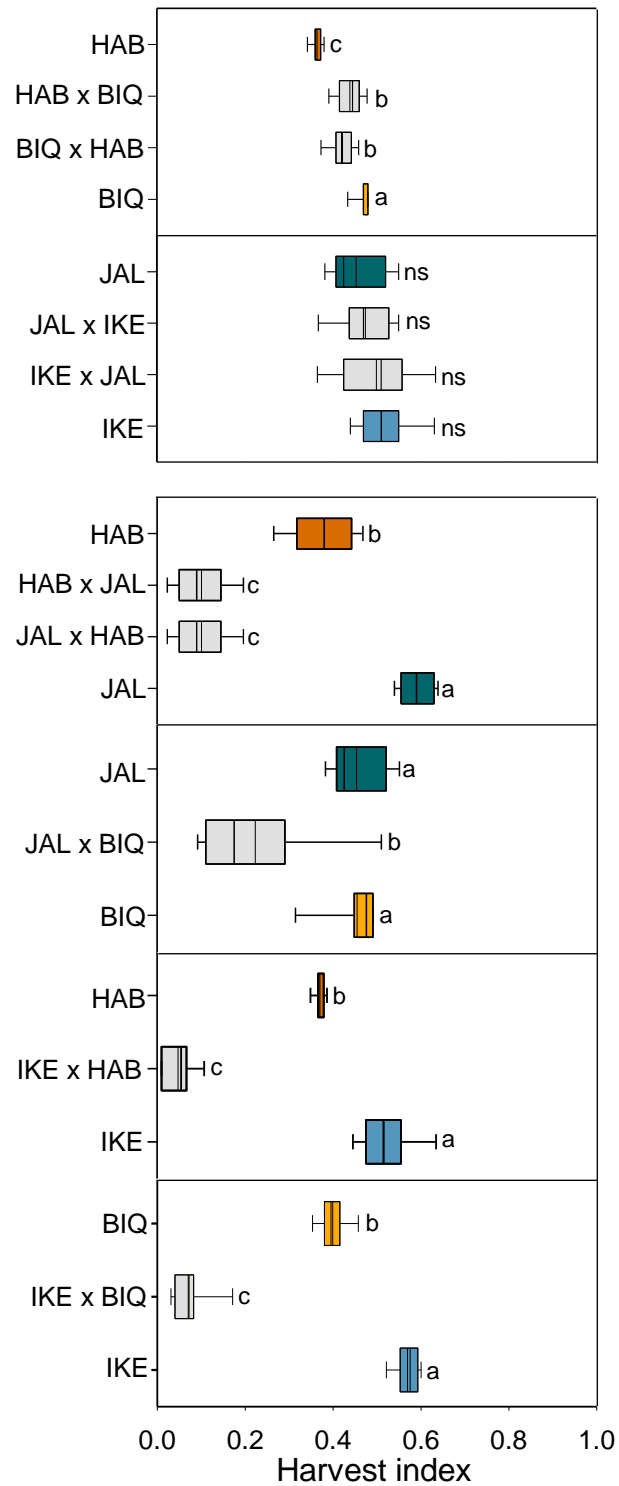 HAB c
HAB x BIQ b
BIQ x HAB b
BIQ a
JAL ns
JAL x IKE ns
IKE x JAL ns
IKE ns
HAB b
HAB x JAL c
JAL x HAB c
JAL a
JAL a
JAL x BIQ b
BIQ a
HAB b
IKE x HAB c
IKE a
BIQ b
IKE x BIQ c
IKE a
0.0 0.2 0.4 0.6 0.8 1.0
Harvest index